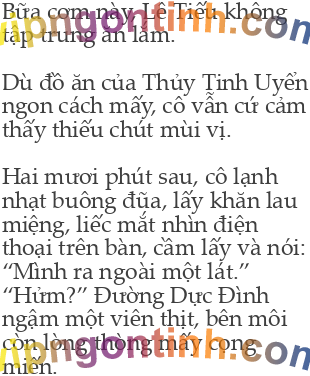 Bữa cơm này, Lê Tiếu không
tập trung ăn lắm.
Dù đồ ăn của Thủy Tinh Uyển
ngon cách mấy, cô vẫn cứ cảm
thấy thiếu chút mùi vị.
Hai mươi phút sau, cô lạnh
nhạt buông đũa, lấy khăn lau
miệng, liếc mắt nhìn điện
thoại trên bàn, cầm lấy và nói:
“Mình ra ngoài một lát.”
“Hửm?” Đường Dực Đình
ngậm một viên thịt, bên môi
còn lòng thòng mấy cọng
miến.
vipngontinh.com
vipngontinh.com